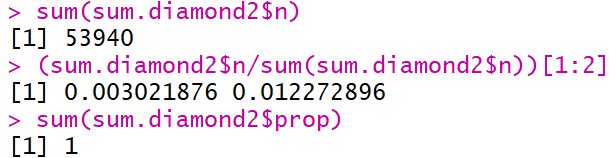 > sum(sum.diamond2$n)
[1] 53940
> (sum.diamond2$n/sum(sum.diamond2$n))[1:2]
[1] 0.003021876 0.012272896
> sum(sum.diamond2$prop)
[1] 1